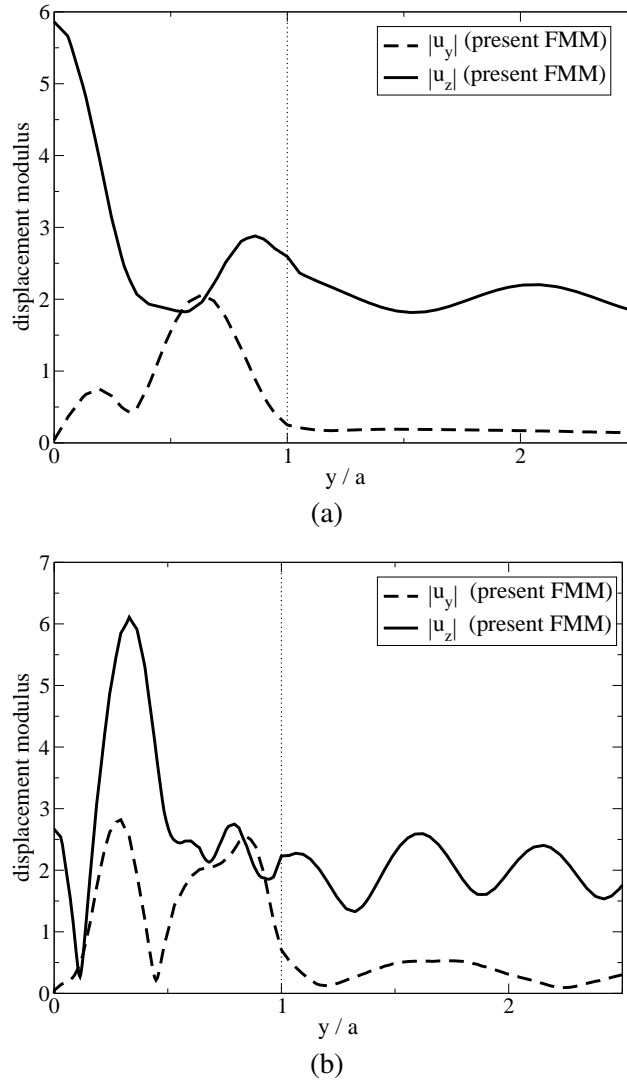 6
5
4
3
2
1
0
displacement modulus
|u_y| (present FMM)
|u_z| (present FMM)
0
1
2
y / a
(a)
7
6
5
4
3
2
1
0
displacement modulus
|u_y| (present FMM)
|u_z| (present FMM)
0
1
2
y / a
(b)